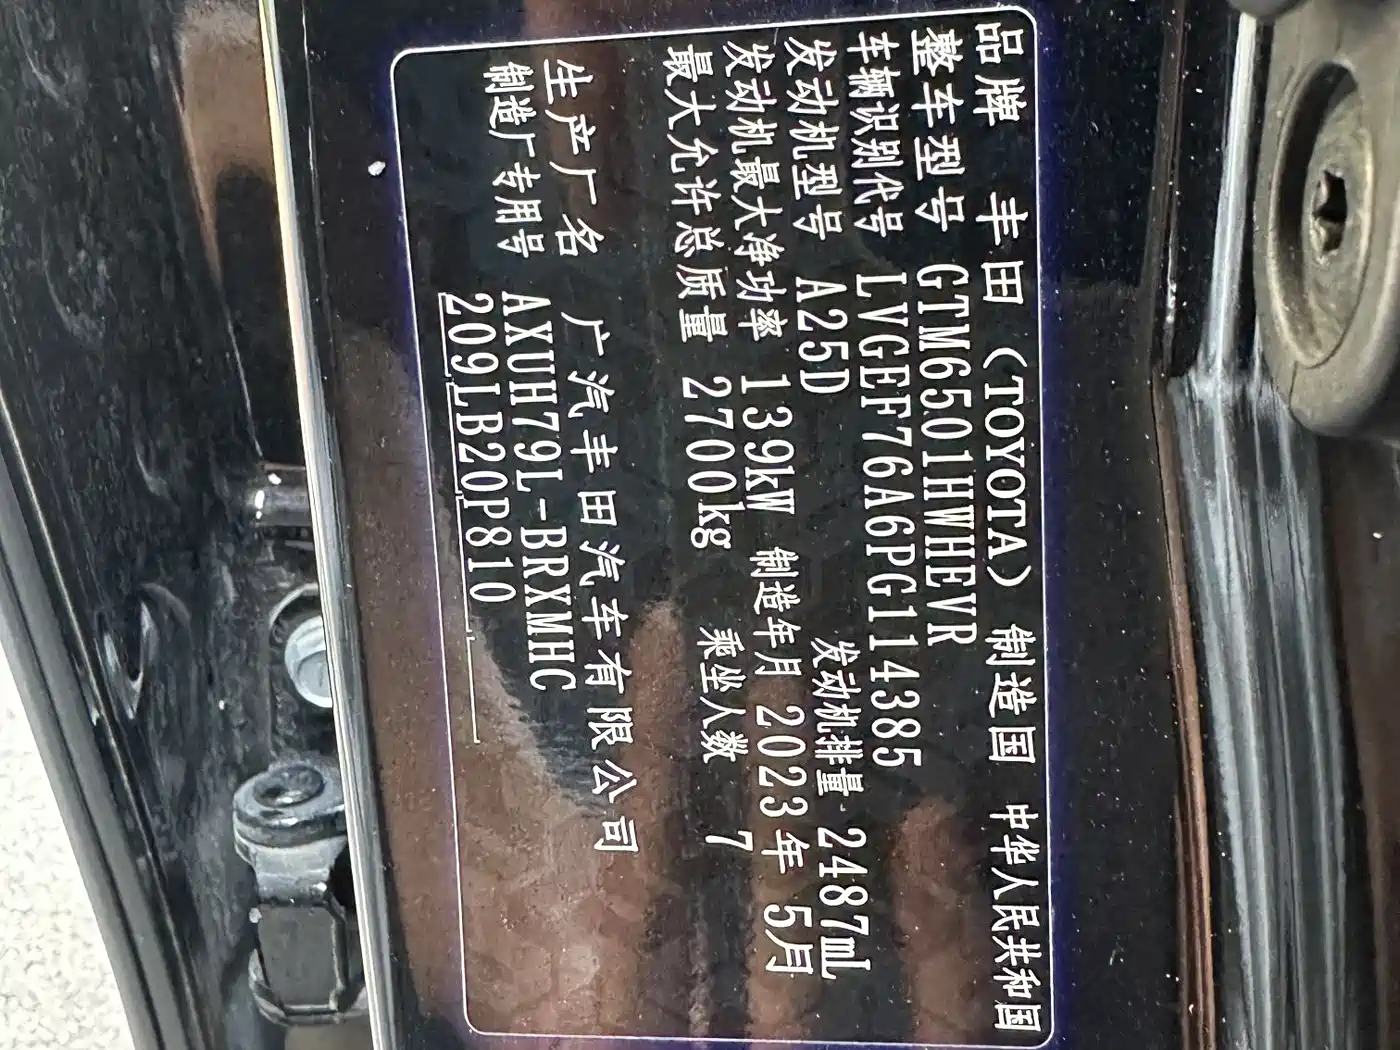 品牌 丰田（TOYOTA） 制造国 中华人民共和国
整车型号 GTM6501HWHEVR
车辆识别代号 LVGEF76A6PG114385
发动机型号 A25D 发动机排量 2487mL
发动机最大净功率 139kW 制造年月 2023年 5月
最大允许总质量 2700kg 乘坐人数 7
生产厂名 广汽丰田汽车有限公司
制造厂专用号 AXUH79L-BRXMHC
209LB20P810